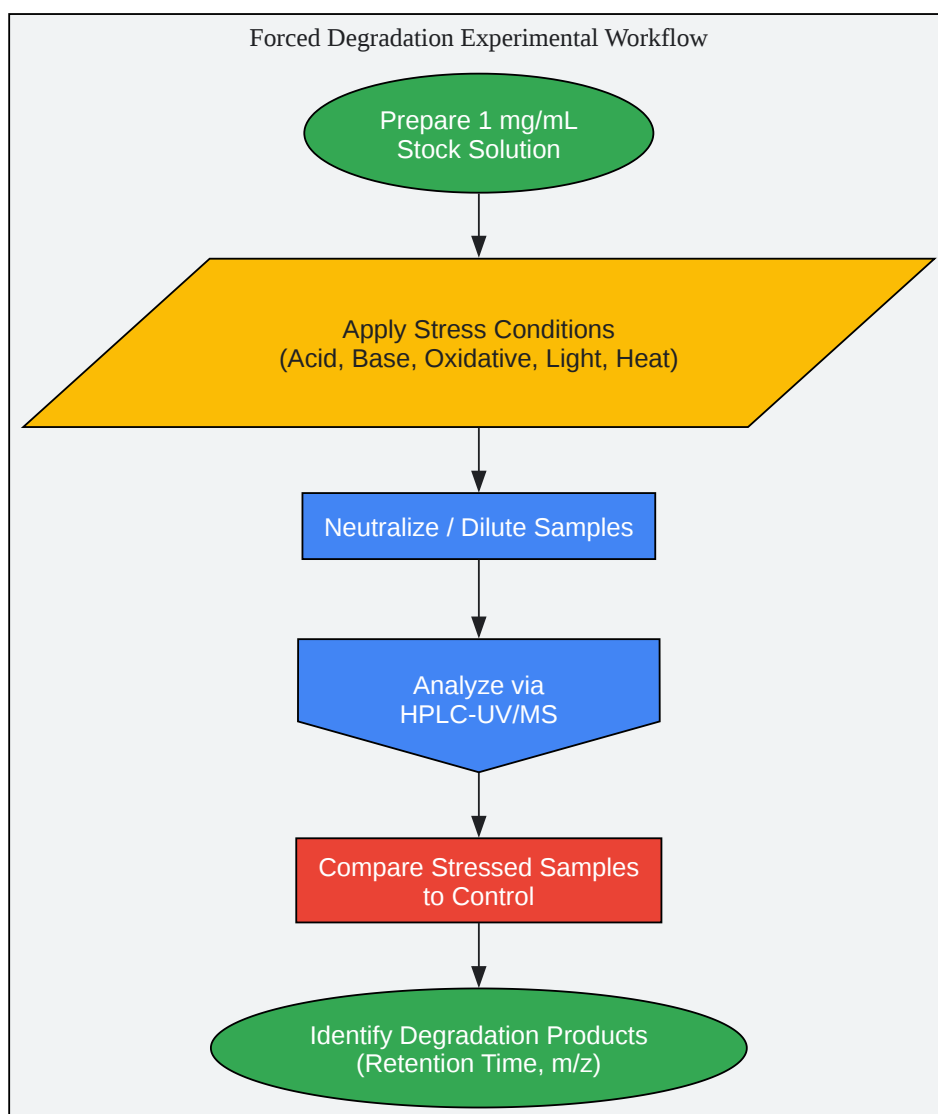 Forced Degradation Experimental Workflow
Prepare 1 mg/mL
Stock Solution
Apply Stress Conditions
(Acid, Base, Oxidative, Light, Heat)
Neutralize / Dilute Samples
Analyze via
HPLC-UV/MS
Compare Stressed Samples
to Control
Identify Degradation Products
(Retention Time, m/z)